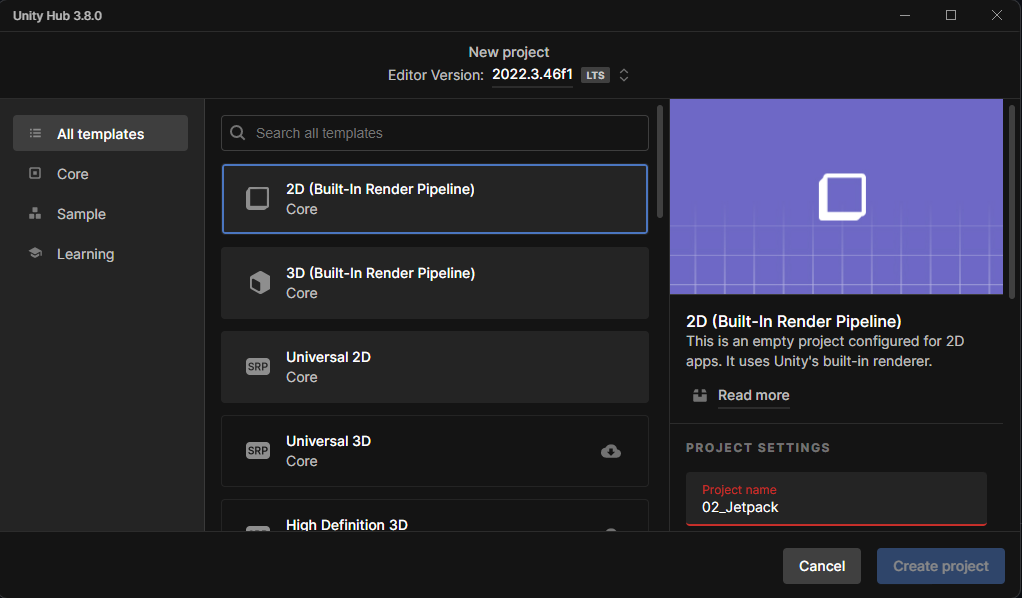 Unity Hub 3.8.0
New project
Editor Version: 2022.3.46f1 LTS
All templates
Core
Sample
Learning
Search all templates
2D (Built-In Render Pipeline)
Core
3D (Built-In Render Pipeline)
Core
SRP
Universal 2D
Core
SRP
Universal 3D
Core
High Definition 3D
2D (Built-In Render Pipeline)
This is an empty project configured for 2D
apps. It uses Unity's built-in renderer.
Read more
PROJECT SETTINGS
Project name
02_Jetpack
Cancel
Create project